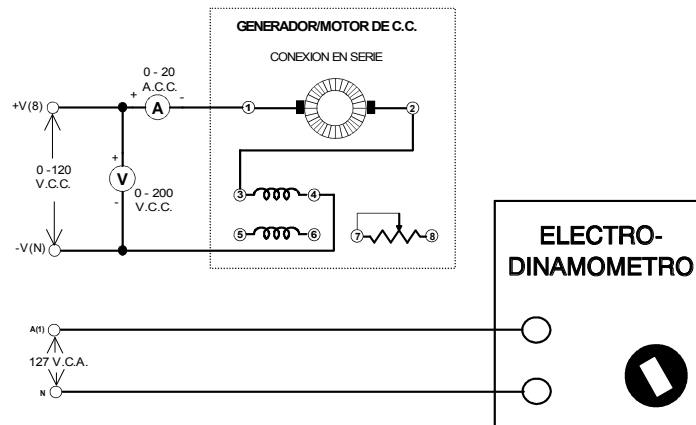 GENERADOR/MOTOR DE C.C.
CONEXION EN SERIE
0 - 20
A.C.C.
+ A -
+V(8)
1
2
0 -120
V.C.C.
+
V
-
0 - 200
V.C.C.
3
4
5
6
7
8
-V(N)
ELECTRO-
DINAMOMETRO
A(1)
127 V.C.A.
N